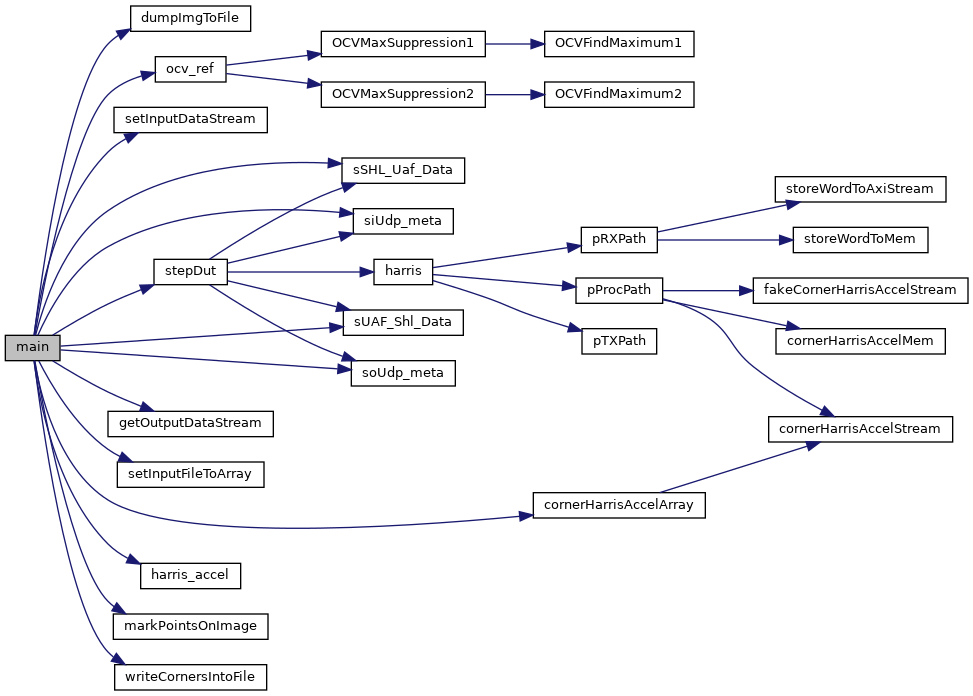 dumpImgToFile
OCVMaxSuppression1
OCVFindMaximum1
ocv_ref
OCVMaxSuppression2
OCVFindMaximum2
setInputDataStream
sSHL_Uaf_Data
storeWordToAxiStream
siUdp_meta
pRXPath
storeWordToMem
stepDut
harris
pProcPath
fakeCornerHarrisAccelStream
sUAF_Shl_Data
pTXPath
cornerHarrisAccelMem
main
soUdp_meta
getOutputDataStream
cornerHarrisAccelStream
setInputFileToArray
cornerHarrisAccelArray
harris_accel
markPointsOnImage
writeCornersIntoFile